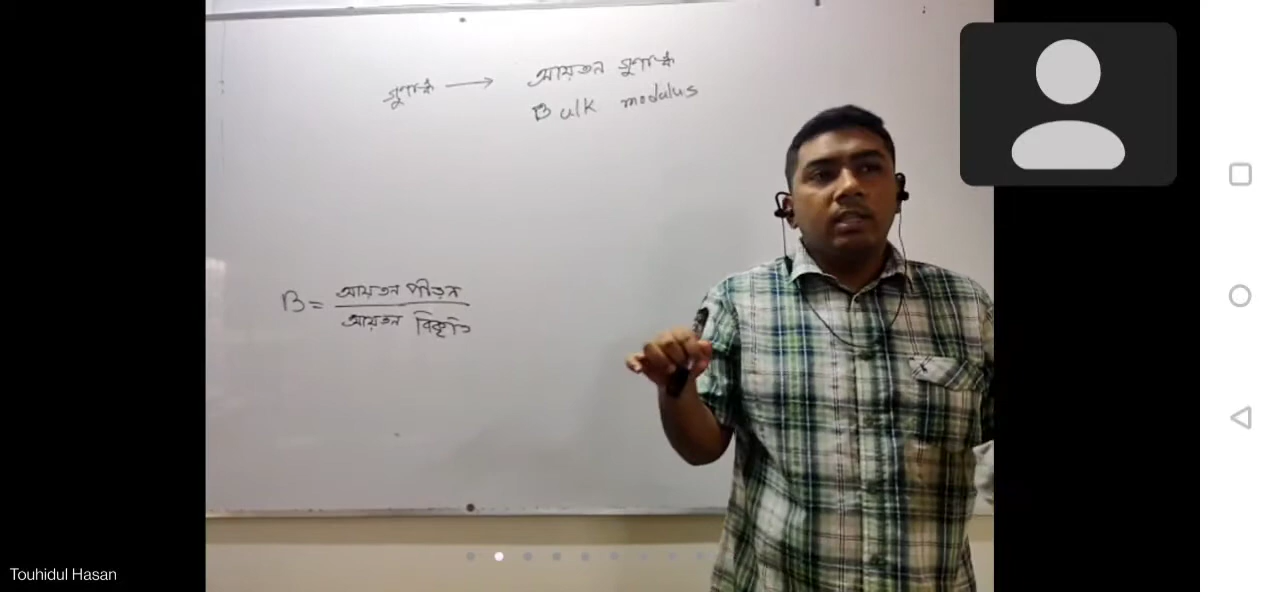 গুণাঙ্ক → আয়তন গুণাঙ্ক
Bulk modulus
B = আয়তন পীড়ন
আয়তন বিকৃতি
Touhidul Hasan